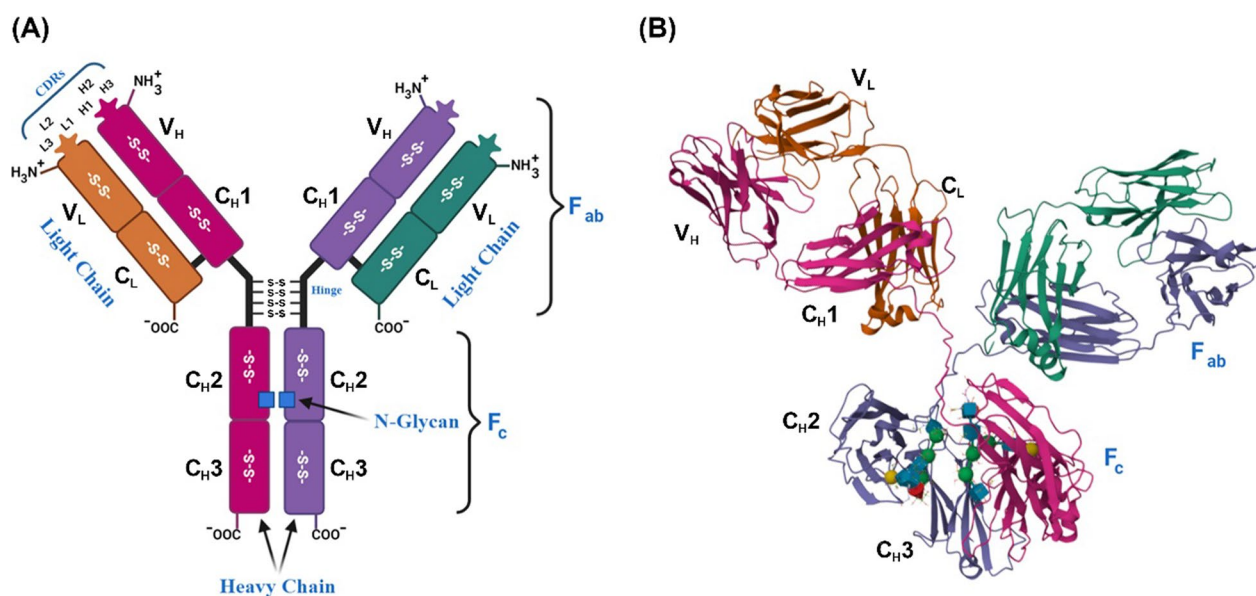 (A)
(B)
CDRs
H2
H3
H1
L2
L1
L3
NH3+
H3N+
H3N+
NH3+
VH
VH
VL
VL
-S-S-
-S-S-
-S-S-
-S-S-
-S-S-
-S-S-
-S-S-
-S-S-
CH1
CH1
CL
CL
Light Chain
Light Chain
Fab
S-S
S-S
S-S
S-S
Hinge
-OOC
COO-
CH2
CH2
-S-S-
-S-S-
N-Glycan
Fc
CH3
CH3
-S-S-
-S-S-
-OOC
COO-
Heavy Chain
VL
VH
CL
CH1
Fab
CH2
Fc
CH3